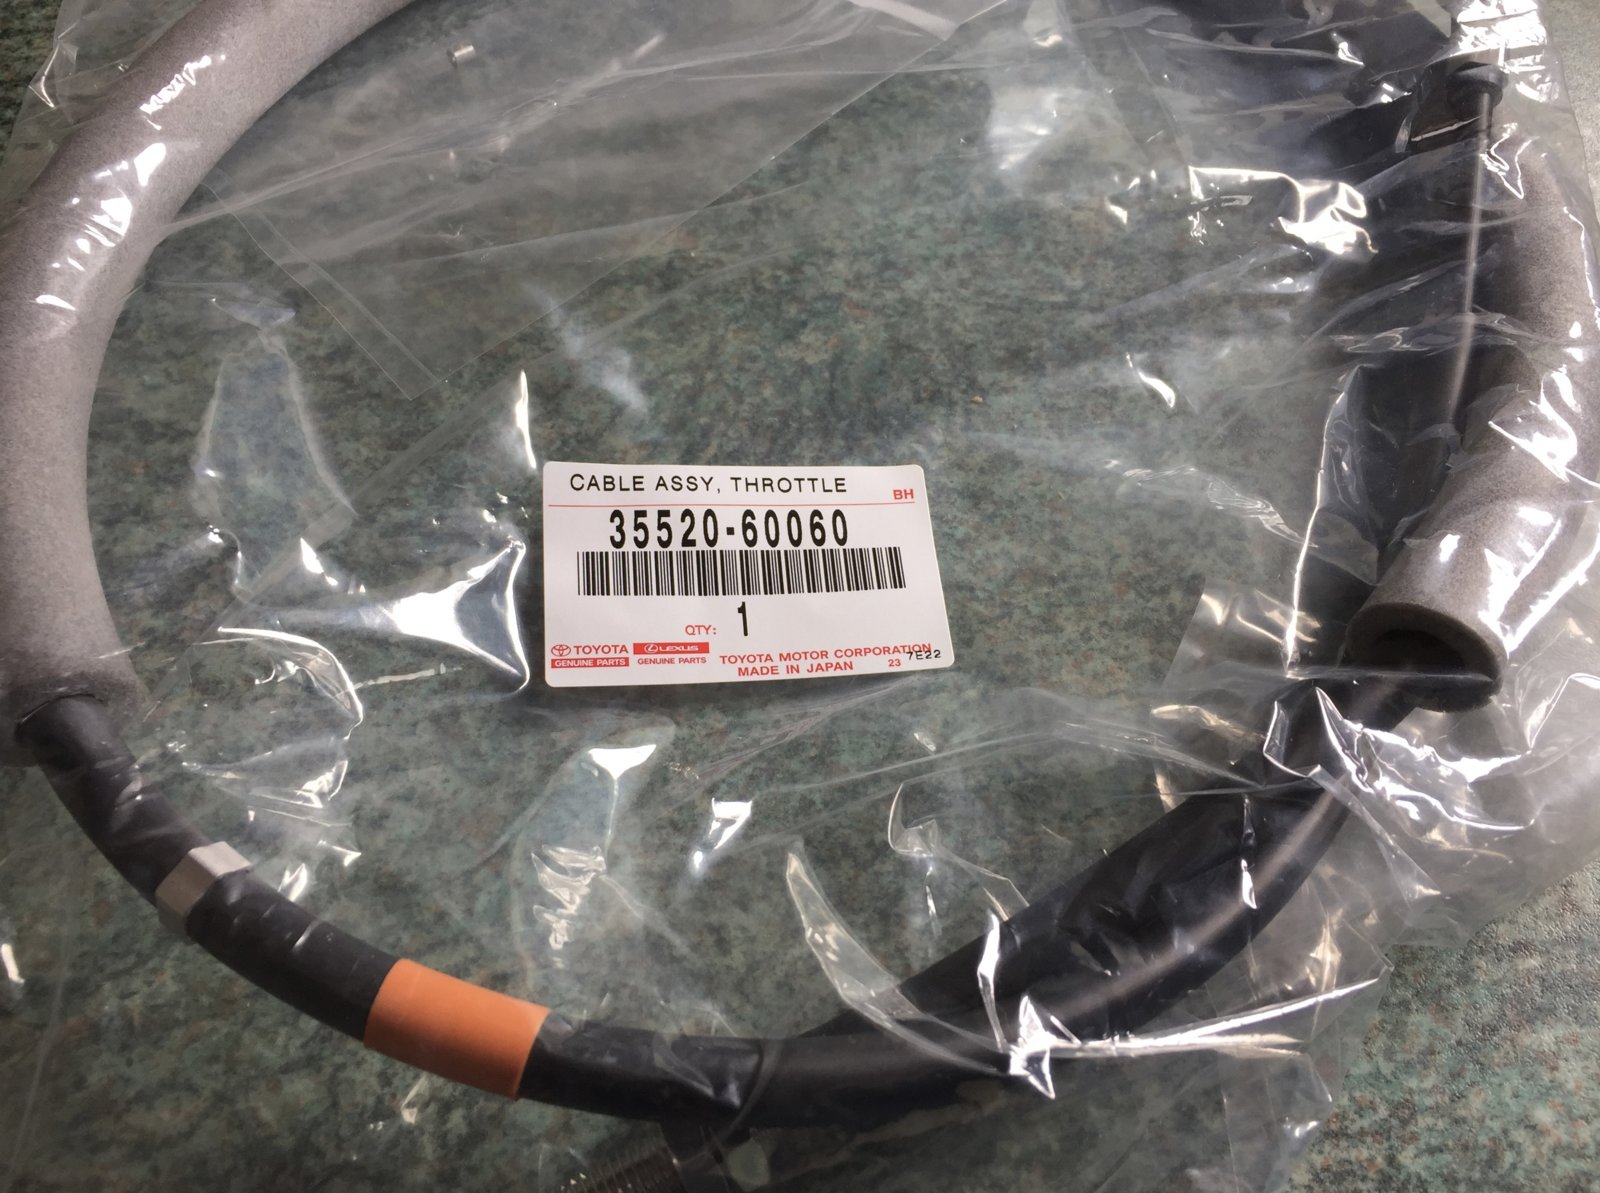 CABLE ASSY, THROTTLE
BH
35520-60060
QTY: 1
TOYOTA
GENUINE PARTS
LEXUS
GENUINE PARTS
TOYOTA MOTOR CORPORATION
MADE IN JAPAN
23
7E22